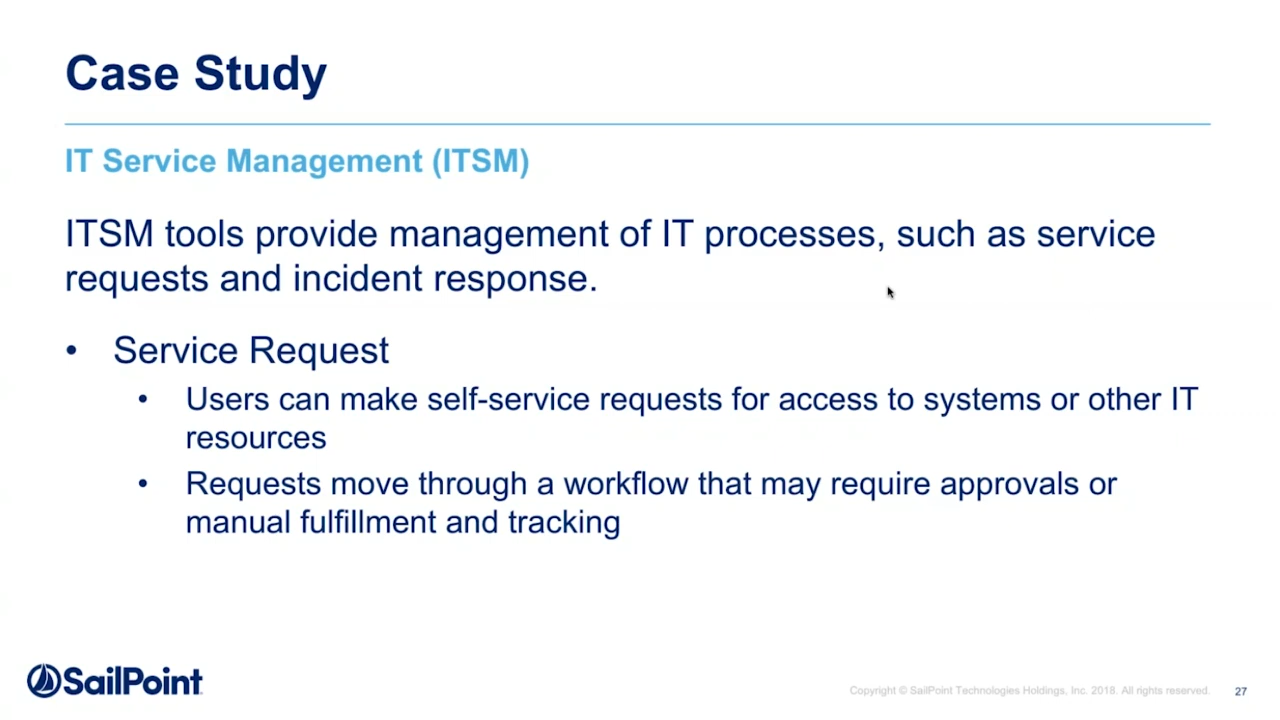 Case Study
IT Service Management (ITSM)
ITSM tools provide management of IT processes, such as service
requests and incident response.
• Service Request
• Users can make self-service requests for access to systems or other IT
resources
• Requests move through a workflow that may require approvals or
manual fulfillment and tracking
SailPoint
Copyright © SailPoint Technologies Holdings, Inc. 2018. All rights reserved.
27